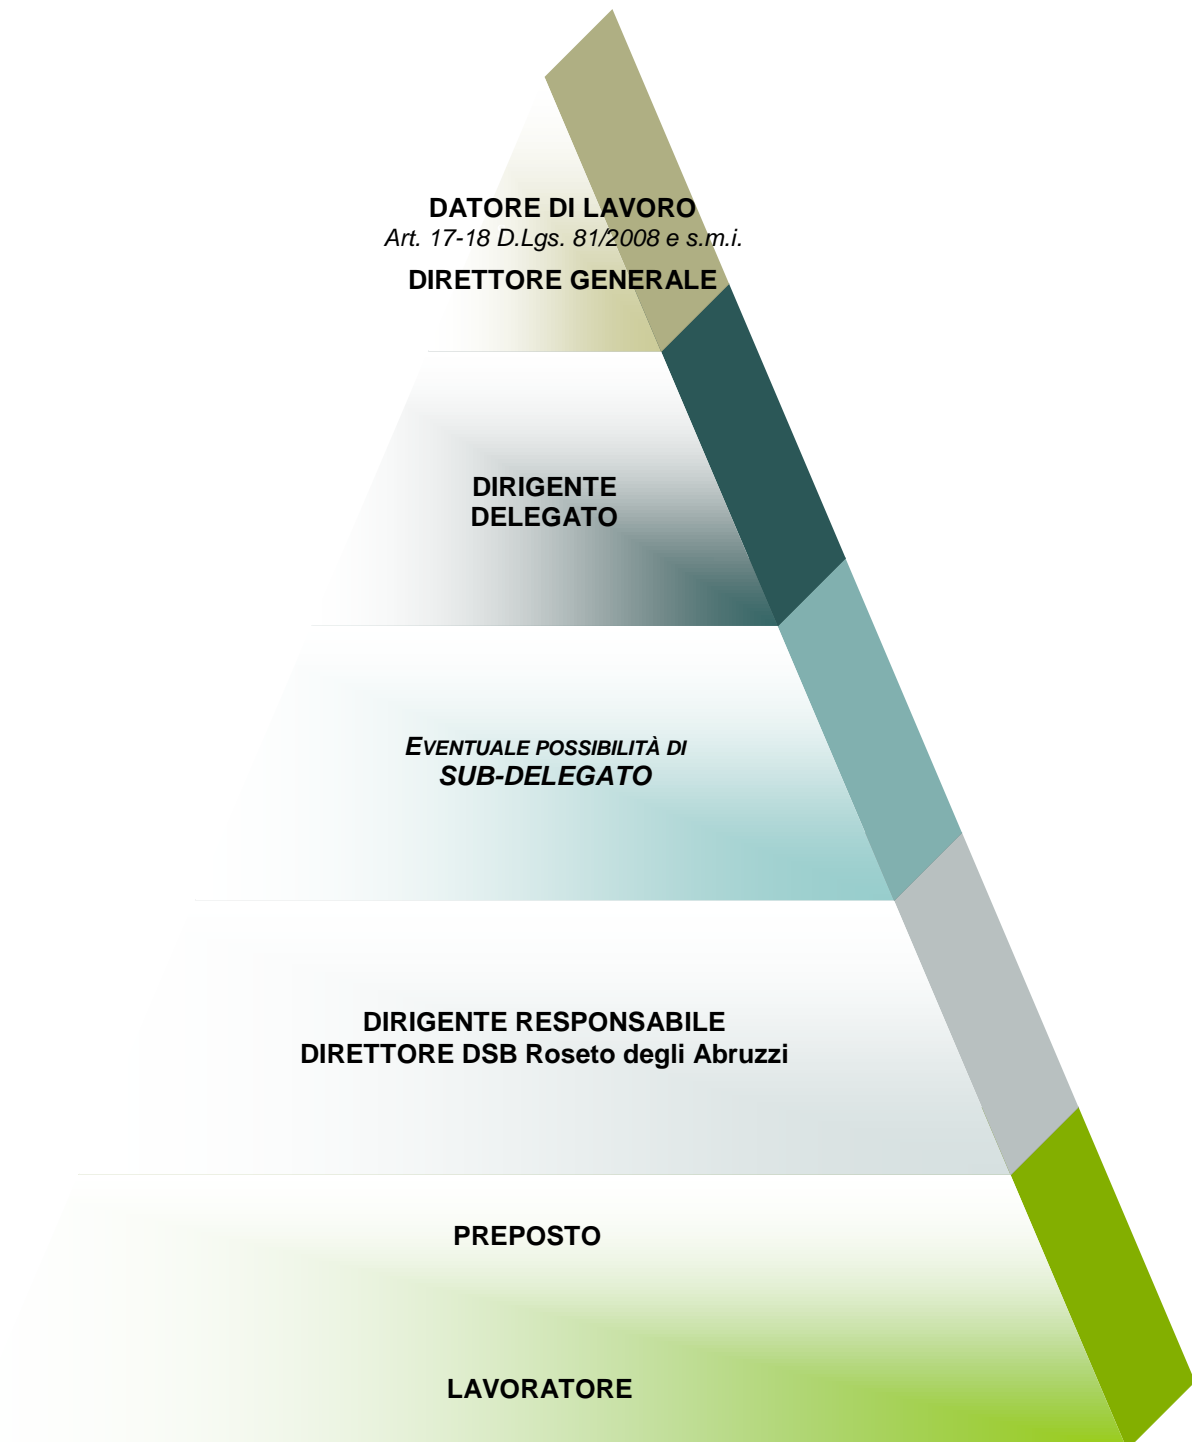 DATORE DI LAVORO
Art. 17-18 D.Lgs. 81/2008 e s.m.i.
DIRETTORE GENERALE
DIRIGENTE
DELEGATO
EVENTUALE POSSIBILITÀ DI
SUB-DELEGATO
DIRIGENTE RESPONSABILE
DIRETTORE DSB Roseto degli Abruzzi
PREPOSTO
LAVORATORE